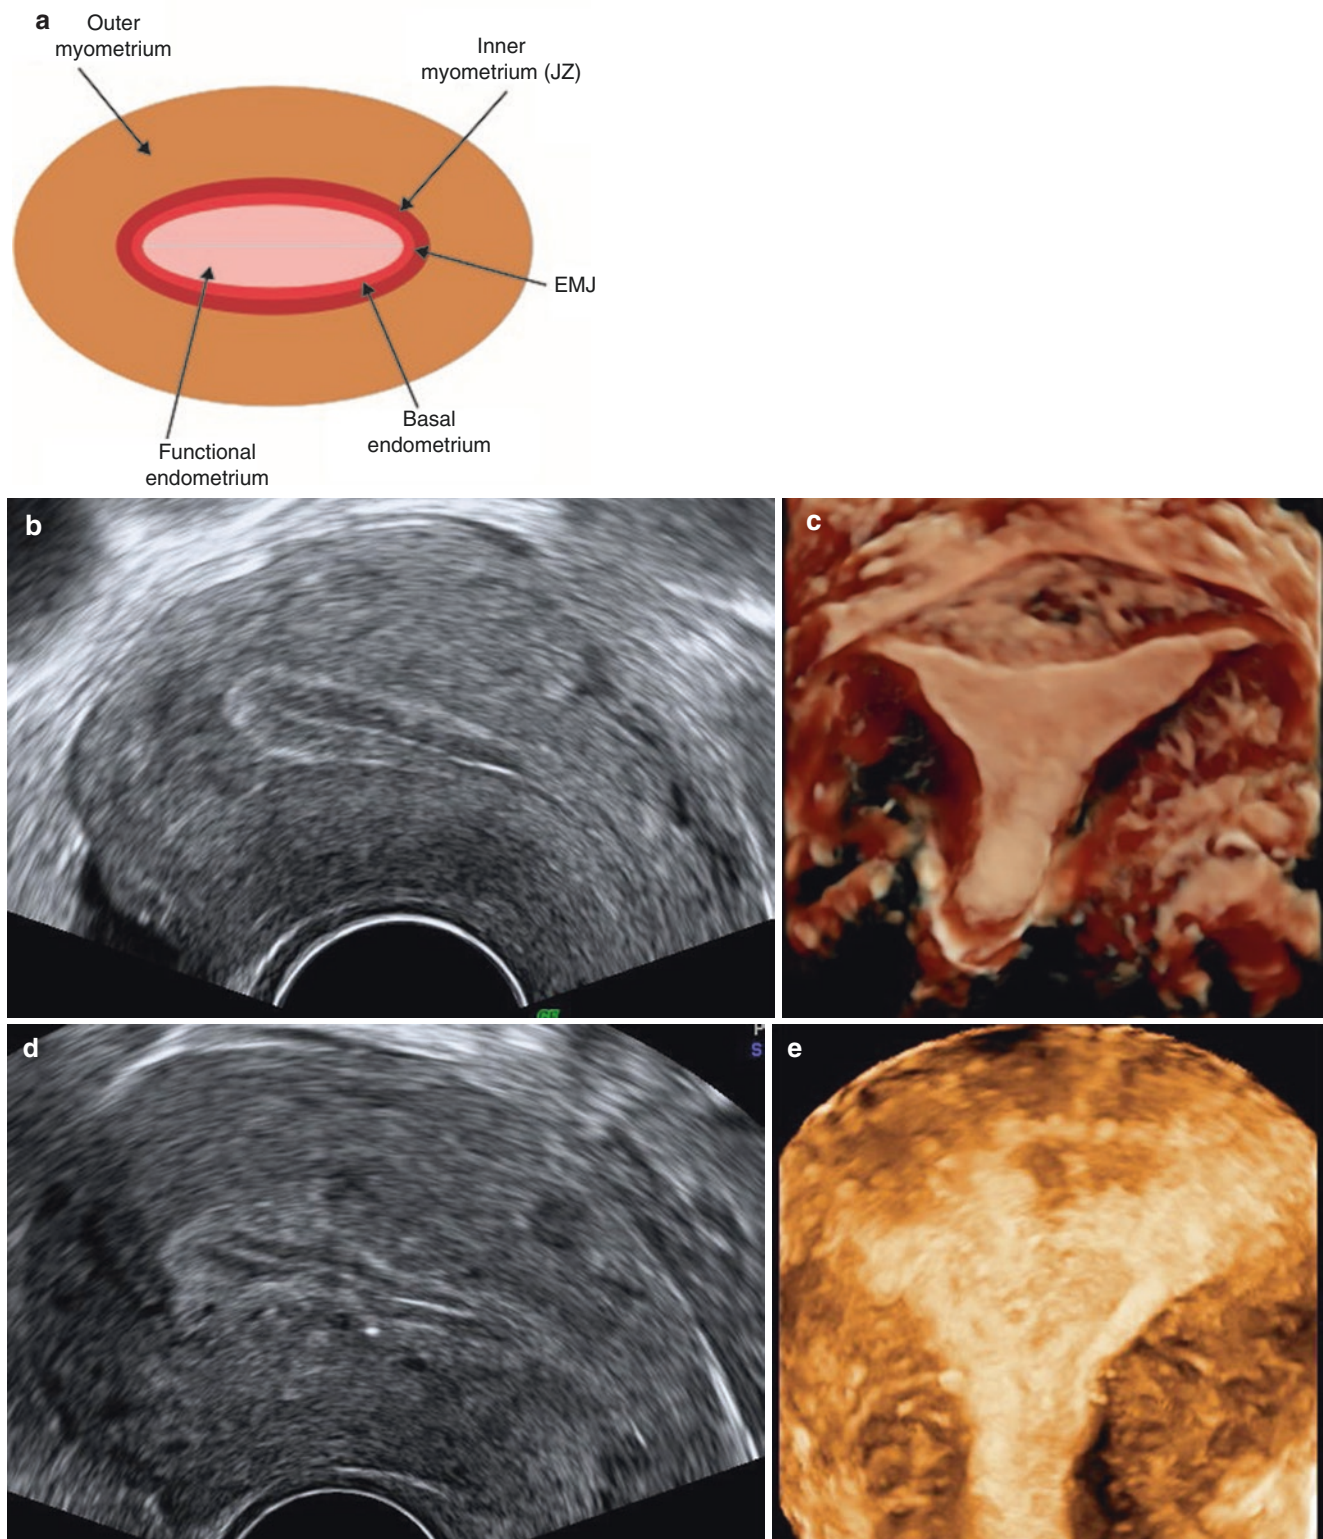 a
Outer
myometrium
Inner
myometrium (JZ)
EMJ
Basal
endometrium
Functional
endometrium
b
c
d
P
S
e